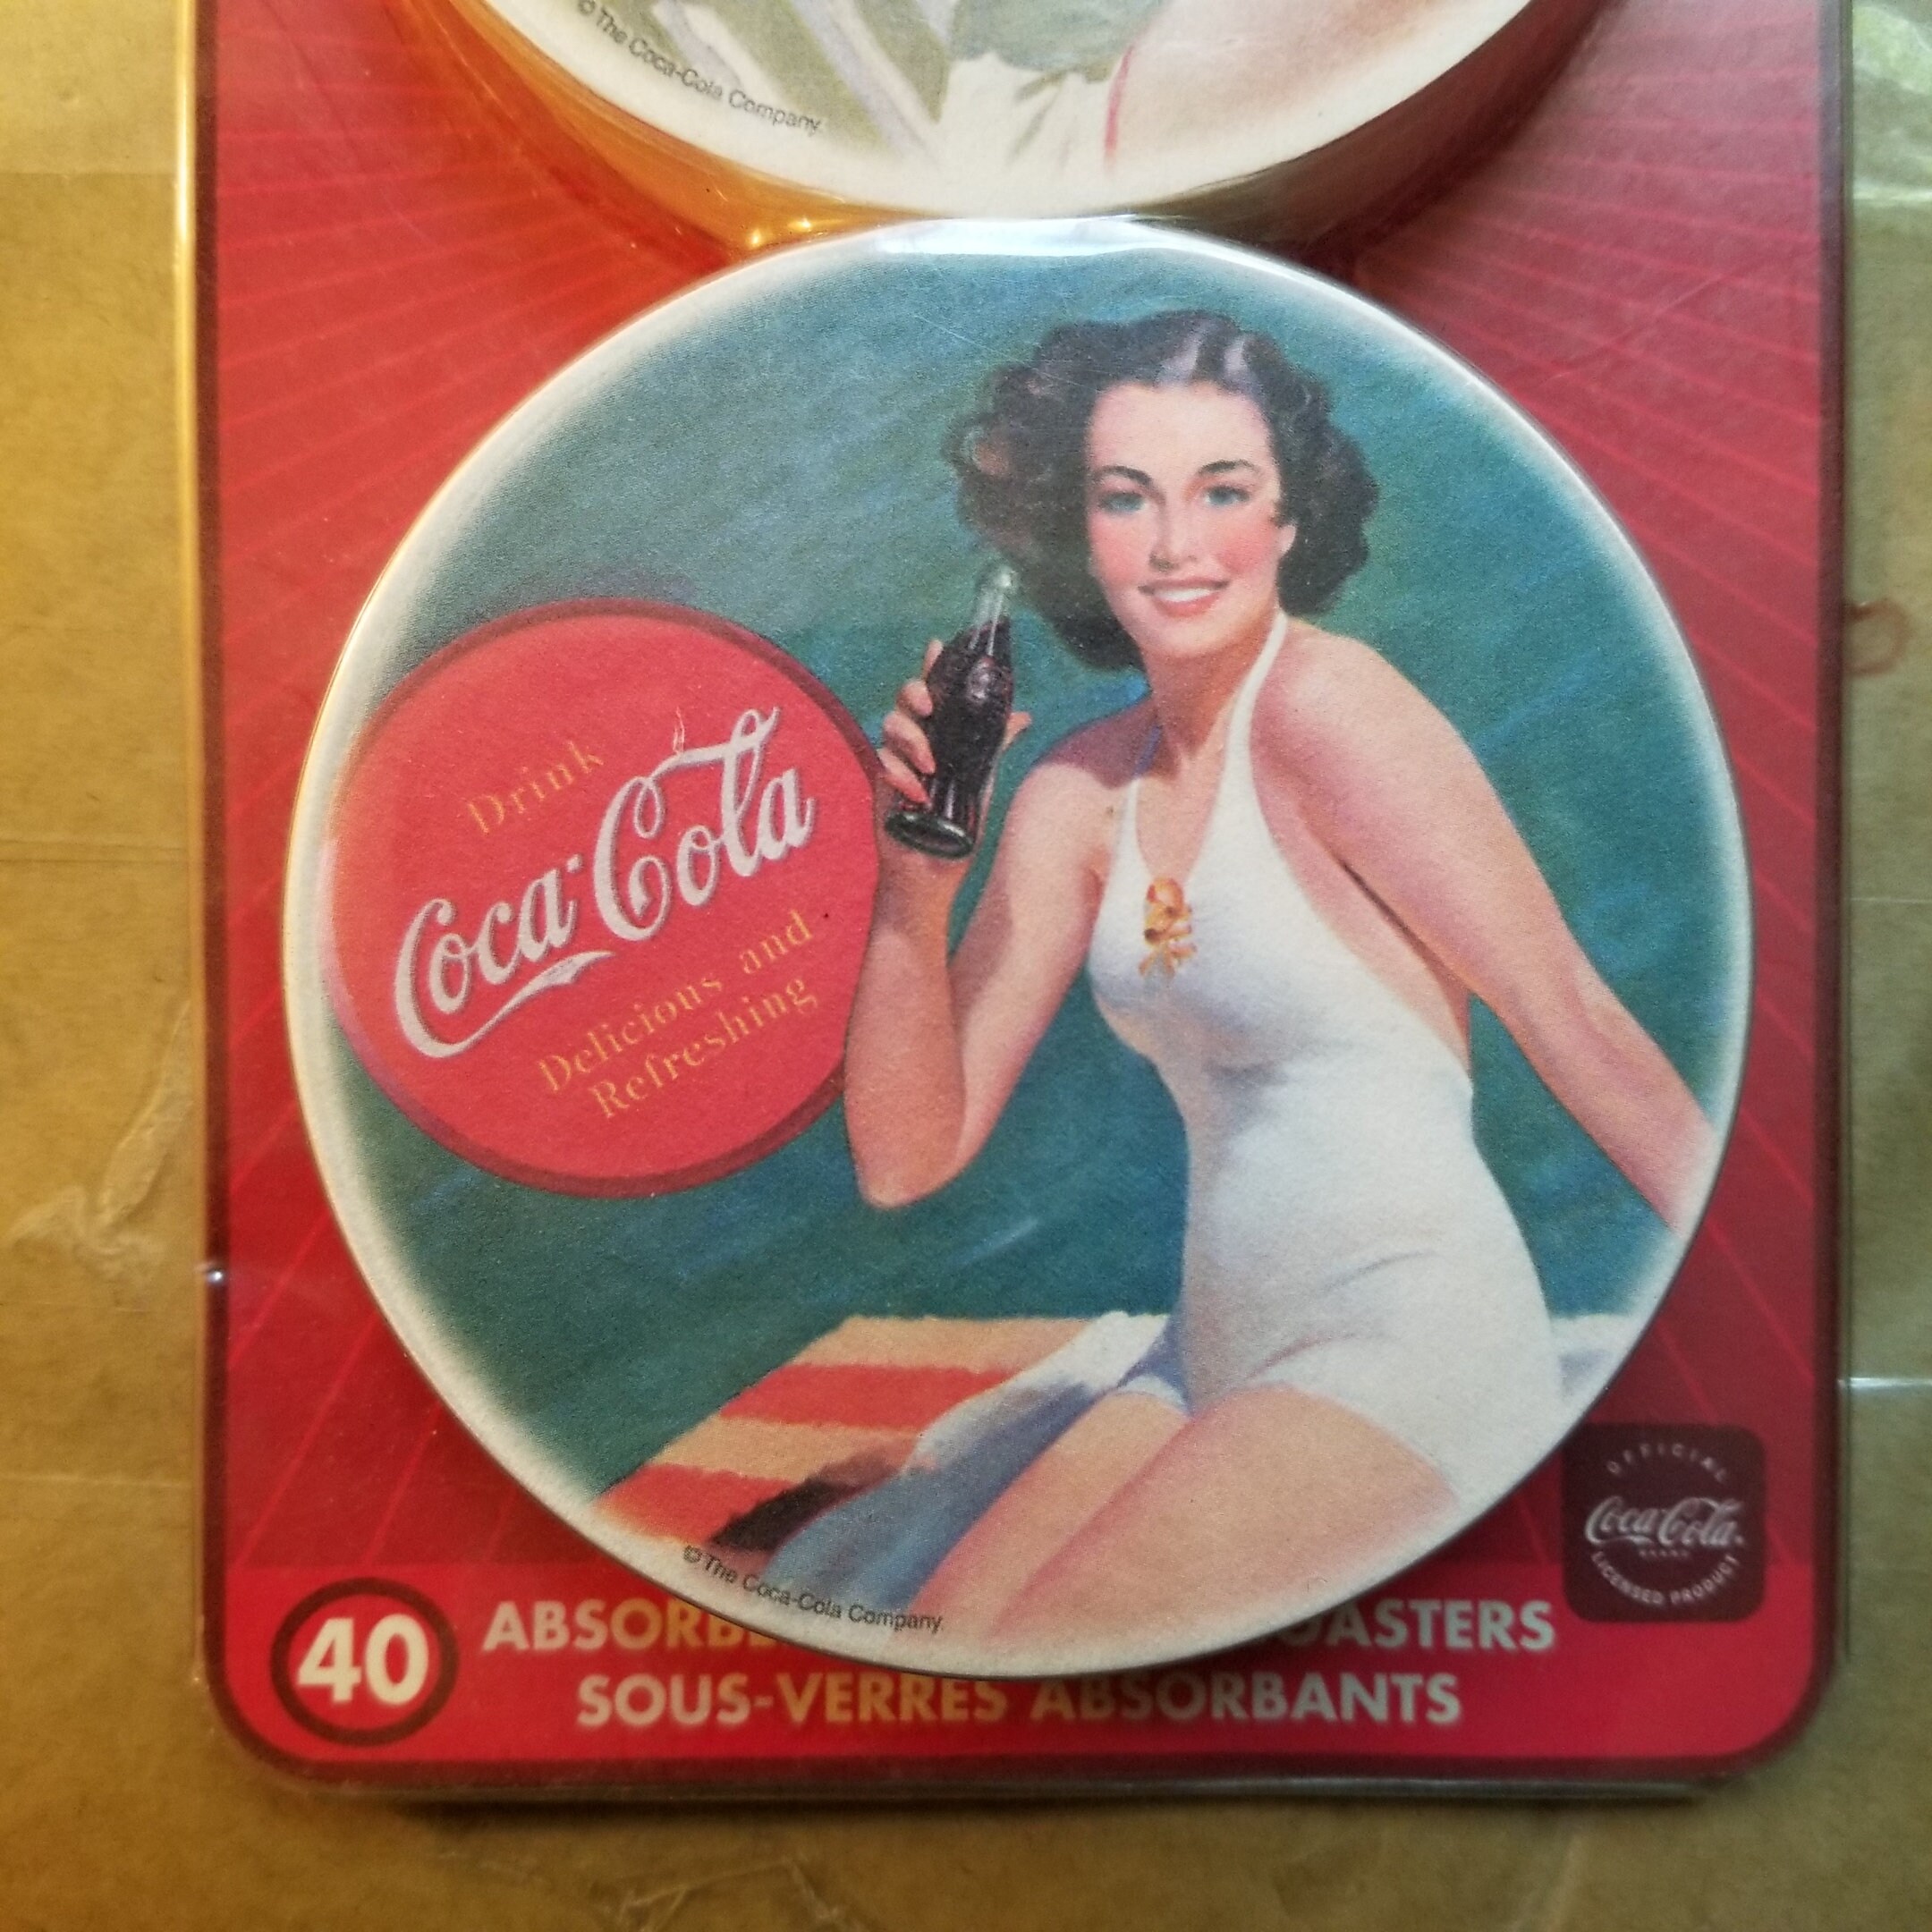 © The Coca-Cola Company
Drink
Coca-Cola
Delicious and
Refreshing
OFFICIAL
Coca-Cola
BRAND
LICENSED PRODUCT
© The Coca-Cola Company
40
ABSORB OASTERS
SOUS-VERRES ABSORBANTS